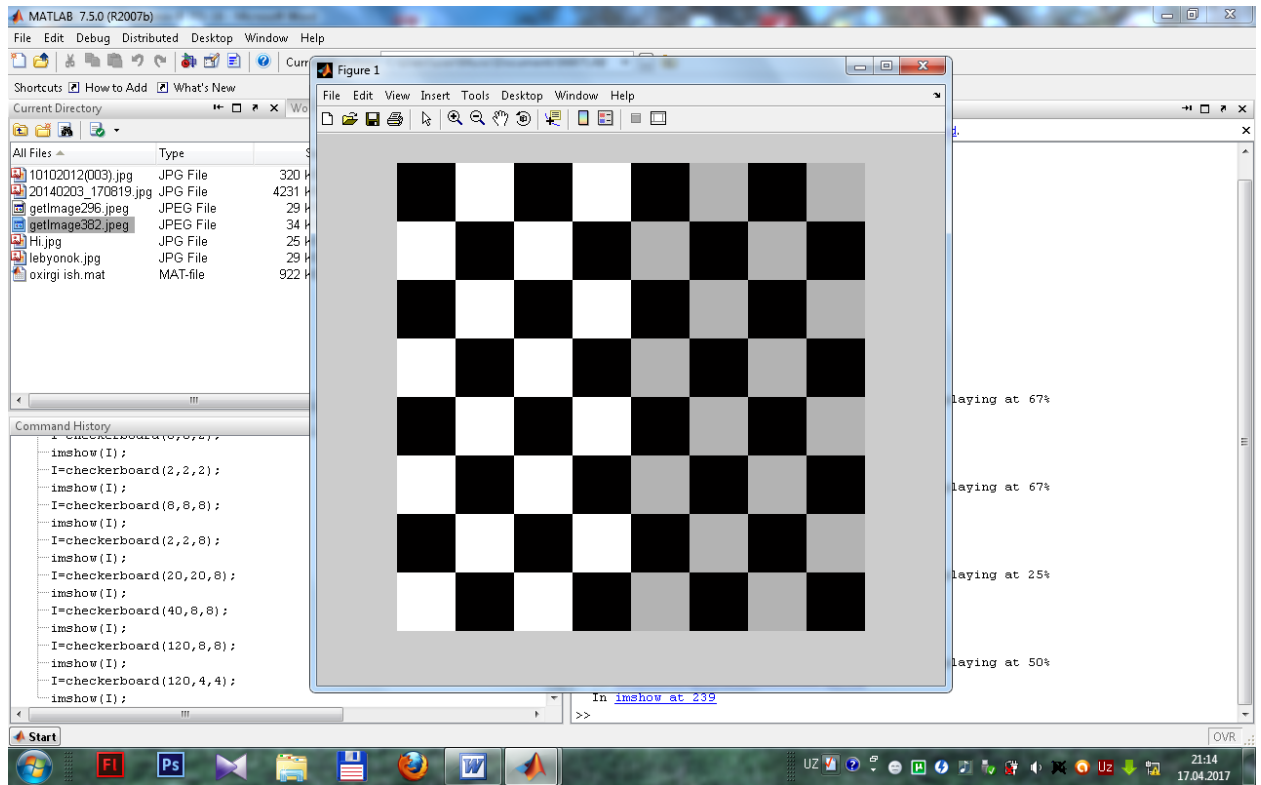 MATLAB 7.5.0 (R2007b)
File Edit Debug Distributed Desktop Window Help
Curr
Shortcuts How to Add What's New
Current Directory Wo
All Files Type S
10102012(003).jpg JPG File 320 k
20140203_170819.jpg JPG File 4231 k
getImage296.jpeg JPEG File 29 k
getImage382.jpeg JPEG File 34 k
Hi.jpg JPG File 25 k
lebyonok.jpg JPG File 29 k
oxirgi ish.mat MAT-file 922 k
Command History
imshow(I);
I=checkerboard(2,2,2);
imshow(I);
I=checkerboard(8,8,8);
imshow(I);
I=checkerboard(2,2,8);
imshow(I);
I=checkerboard(20,20,8);
imshow(I);
I=checkerboard(40,8,8);
imshow(I);
I=checkerboard(120,8,8);
imshow(I);
I=checkerboard(120,4,4);
imshow(I);
Figure 1
File Edit View Insert Tools Desktop Window Help
laying at 67%
laying at 67%
laying at 25%
laying at 50%
In imshow at 239
>>
Start
OVR
Fl Ps W UZ Uz
21:14
17.04.2017